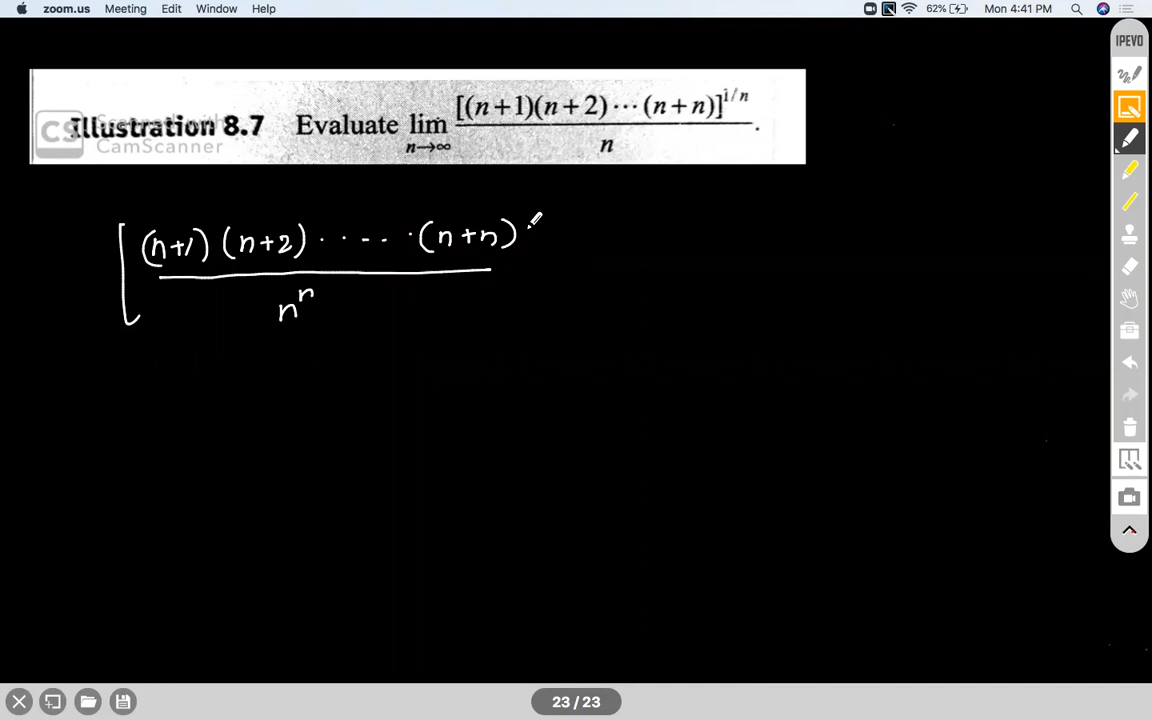 zoom.us Meeting Edit Window Help 62% Mon 4:41 PM
IPEVO
Illustration 8.7 Evaluate lim n→∞ [(n+1)(n+2)⋯(n+n)]^{1/n} / n.
CS
CamScanner
[(n+1)(n+2)·····(n+n)
n^n
23 / 23